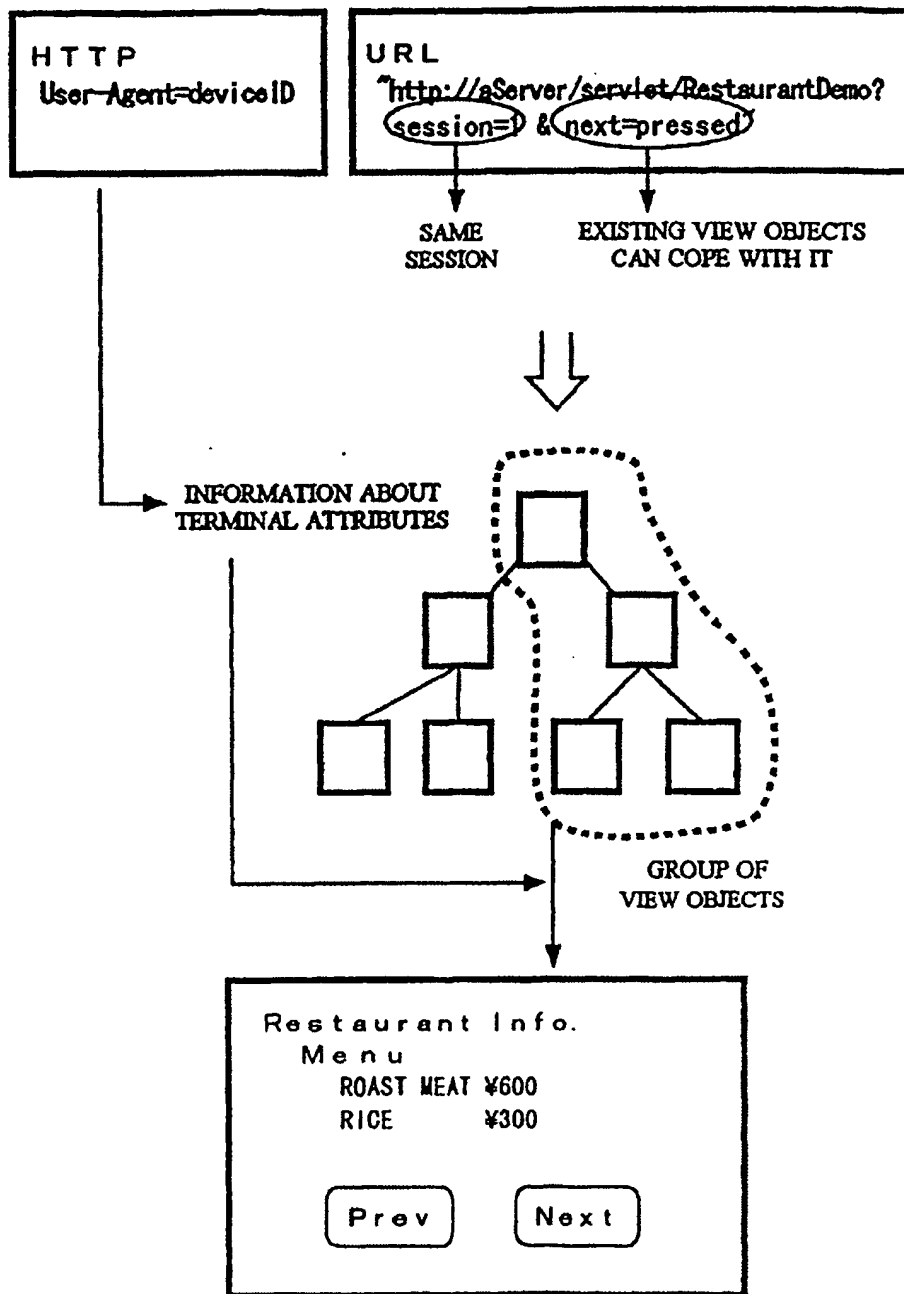 HTTP
User-Agent=deviceID
URL
"http://aServer/servlet/RestaurantDemo?
session=1 & next=pressed"
SAME
SESSION
EXISTING VIEW OBJECTS
CAN COPE WITH IT
INFORMATION ABOUT
TERMINAL ATTRIBUTES
GROUP OF
VIEW OBJECTS
Restaurant Info.
Menu
ROAST MEAT ¥600
RICE ¥300
Prev
Next